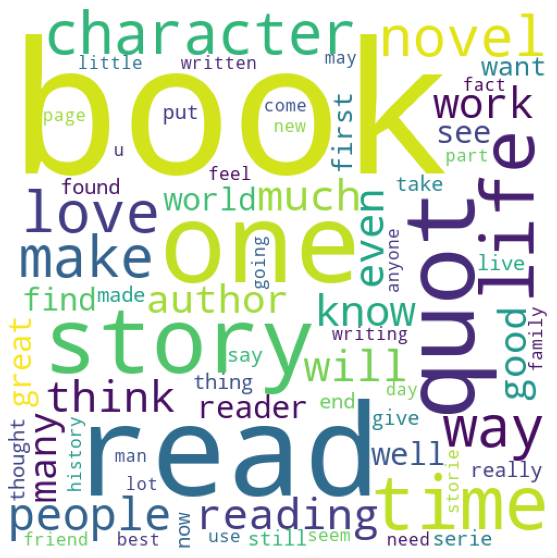 character
novel
little
written
may
want
book
fact
page
put
come
new
first
work
see
u
part
feel
found
love
world
much
even
take
life
quot
one
make
going
anyone
live
find
made
author
know
good
family
great
story
writing
say
will
think
thing
reader
end
day
give
way
many
thought
history
man
lot
read
well
really
storie
time
people
reading
now
friend
best
use
still
seem
need
serie